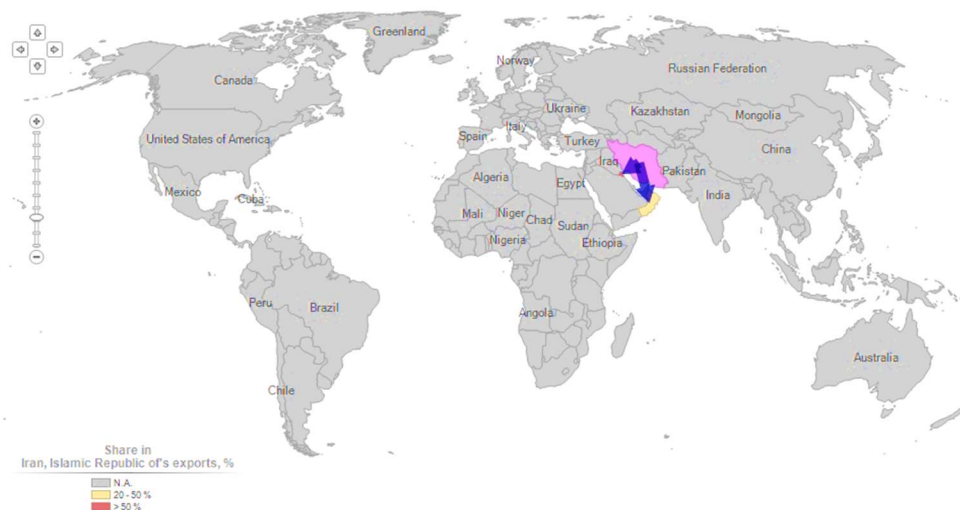 Greenland
Norway
Russian Federation
Canada
Ukraine
Kazakhstan
Mongolia
United States of America
Spain
Italy
Turkey
China
Iraq
Pakistan
Mexico
Cuba
Algeria
Egypt
India
Mali
Niger
Chad
Sudan
Nigeria
Ethiopia
Peru
Brazil
Angola
Australia
Chile
Share in
Iran, Islamic Republic of's exports, %
N.A.
20 - 50 %
> 50 %